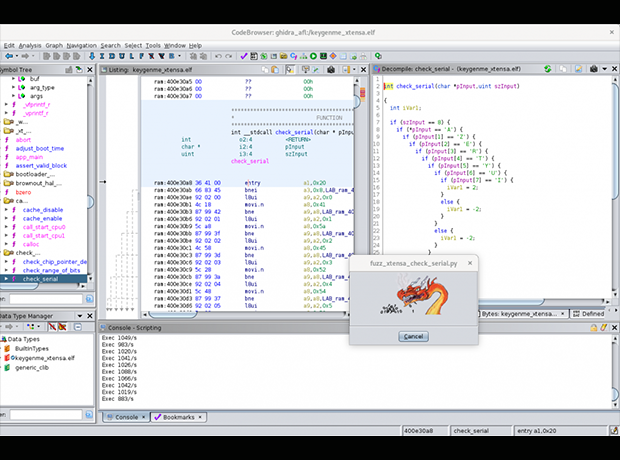 CodeBrowser: ghidra_afl:/keygenme_xtensa.elf
Edit Analysis Graph Navigation Search Select Tools Window Help
Symbol Tree
buf
arg_type
args
_vfprintf_r
_vprintf_r
_w...
_xt_...
abort
adjust_boot_time
app_main
assert_valid_block
bootloader_...
brownout_hal_...
bzero
ca...
cache_disable
cache_enable
call_start_cpu0
call_start_cpu1
calloc
check_...
check_chip_pointer_de
check_range_of_bits
check_serial
Data Type Manager
Data Types
BuiltInTypes
keygenme_xtensa.elf
generic_clib
Listing: keygenme_xtensa.elf
ram:400e30a5 00 ?? 00h
ram:400e30a6 00 ?? 00h
ram:400e30a7 00 ?? 00h
* FUNCTION
int __stdcall check_serial(char * pInpu
int a2:4 <RETURN>
char * i2:4 pInput
uint i3:4 szInput
check_serial
ram:400e30a8 36 41 00 entry a1,0x20
ram:400e30ab 66 83 45 bnei a3,0x8,LAB_ram_40
ram:400e30ae 92 02 00 l8ui a9,a2,0x0
ram:400e30b1 4c 18 movi.n a8,0x41
ram:400e30b3 87 99 42 bne a9,a8,LAB_ram_40
ram:400e30b6 92 02 01 l8ui a9,a2,0x1
ram:400e30b9 5c a8 movi.n a8,0x5a
ram:400e30bb 87 99 3f bne a9,a8,LAB_ram_40
ram:400e30be 92 02 02 l8ui a9,a2,0x2
ram:400e30c1 4c 58 movi.n a8,0x45
ram:400e30c3 87 99 3d bne a9,a8,LAB_ram_40
ram:400e30c6 92 02 03 l8ui a9,a2,0x3
ram:400e30c9 5c 28 movi.n a8,0x52
ram:400e30cb 87 99 3a bne a9,a8,LAB_ram_40
ram:400e30ce 92 02 04 l8ui a9,a2,0x4
ram:400e30d1 5c 48 movi.n a8,0x54
ram:400e30d3 87 99 37 bne a9,a8,LAB_ram_40
ram:400e30d6 92 02 05 l8ui a9,a2,0x5
Decompile: check_serial - (keygenme_xtensa.elf)
int check_serial(char *pInput,uint szInput)
{
int iVar1;
if (szInput == 8) {
if (*pInput == 'A') {
if (pInput[1] == 'Z') {
if (pInput[2] == 'E') {
if (pInput[3] == 'R') {
if (pInput[4] == 'T') {
if (pInput[5] == 'Y') {
if (pInput[6] == 'U') {
if (pInput[7] == 'I') {
iVar1 = 2;
}
else {
iVar1 = -2;
}
}
else {
iVar1 = -2;
}
fuzz_xtensa_check_serial.py
Cancel
Bytes: keygenme_xtensa...
Defined
Console - Scripting
Exec 1049/s
Exec 983/s
Exec 1020/s
Exec 1041/s
Exec 1026/s
Exec 1088/s
Exec 1066/s
Exec 1042/s
Exec 1019/s
Exec 883/s
Console
Bookmarks
400e30a8 check_serial entry a1,0x20